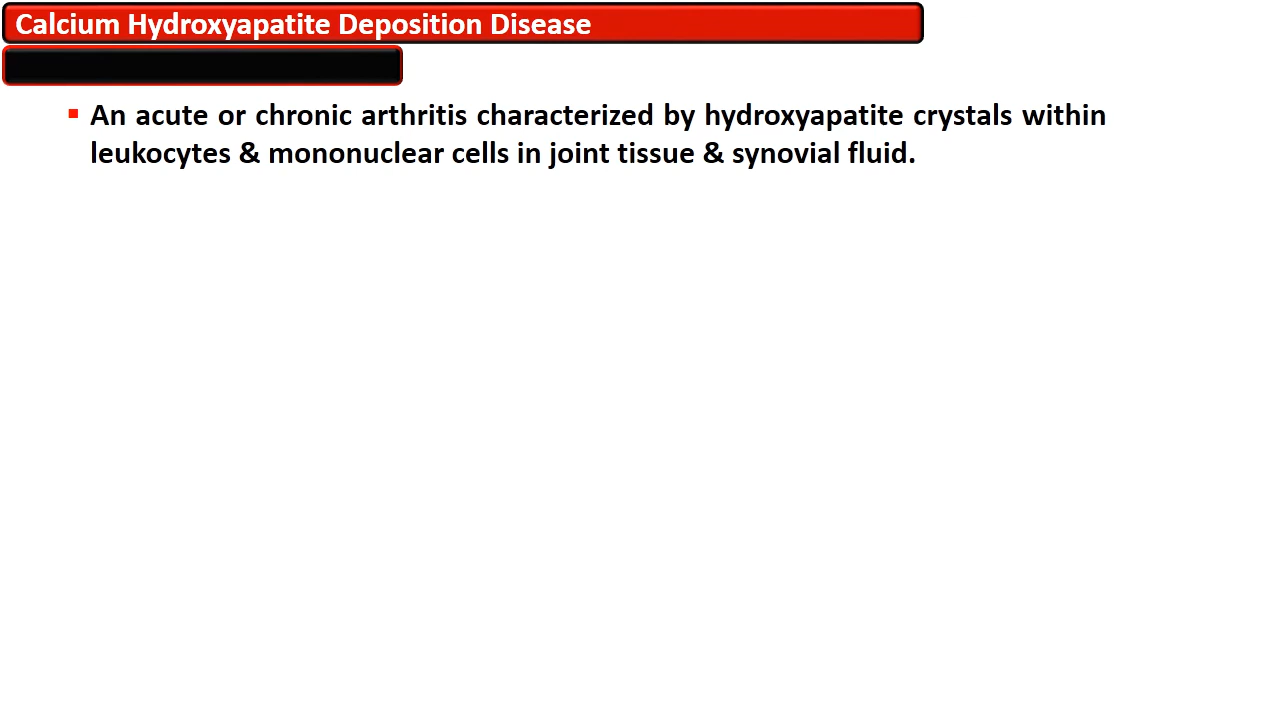 Calcium Hydroxyapatite Deposition Disease
An acute or chronic arthritis characterized by hydroxyapatite crystals within
leukocytes & mononuclear cells in joint tissue & synovial fluid.